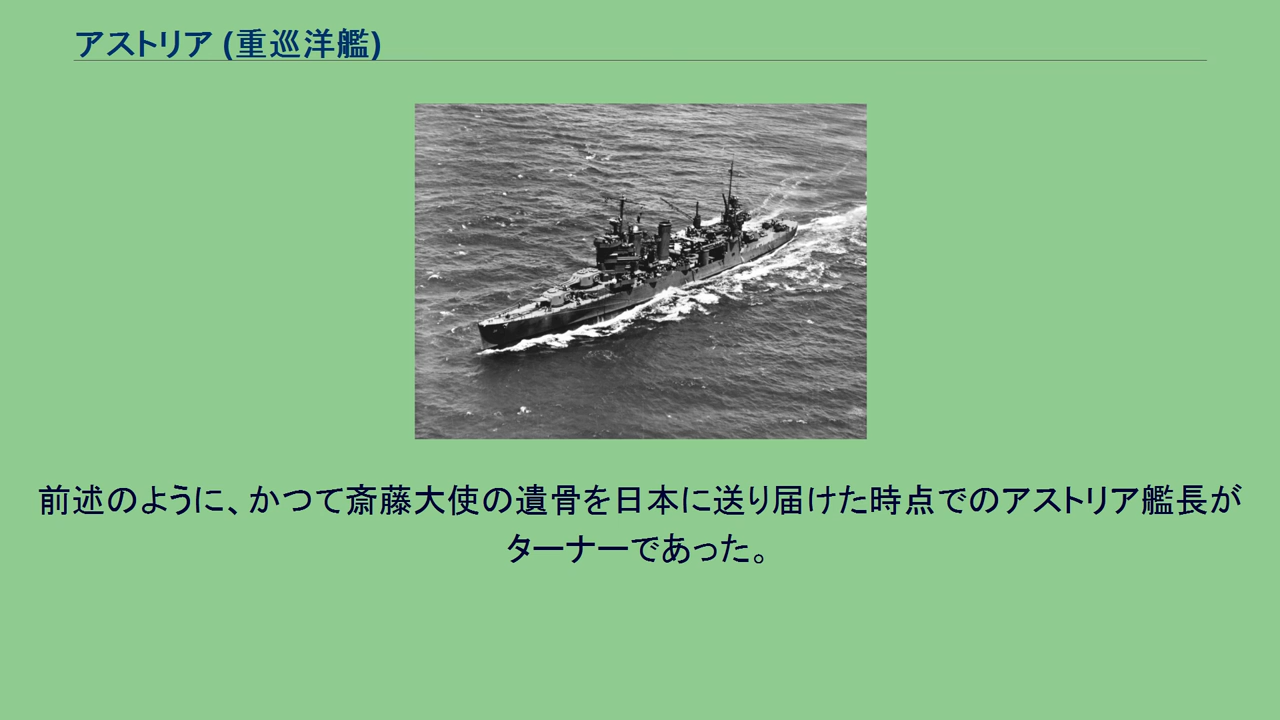 アストリア (重巡洋艦)
前述のように、かつて斎藤大使の遺骨を日本に送り届けた時点でのアストリア艦長が
ターナーであった。